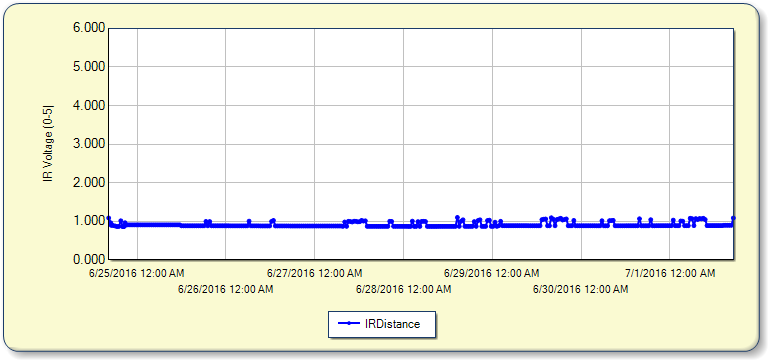 6.000
5.000
4.000
3.000
2.000
1.000
0.000
IR Voltage (0-5|
6/25/2016 12:00 AM
6/26/2016 12:00 AM
6/27/2016 12:00 AM
6/28/2016 12:00 AM
6/29/2016 12:00 AM
6/30/2016 12:00 AM
7/1/2016 12:00 AM
IRDistance